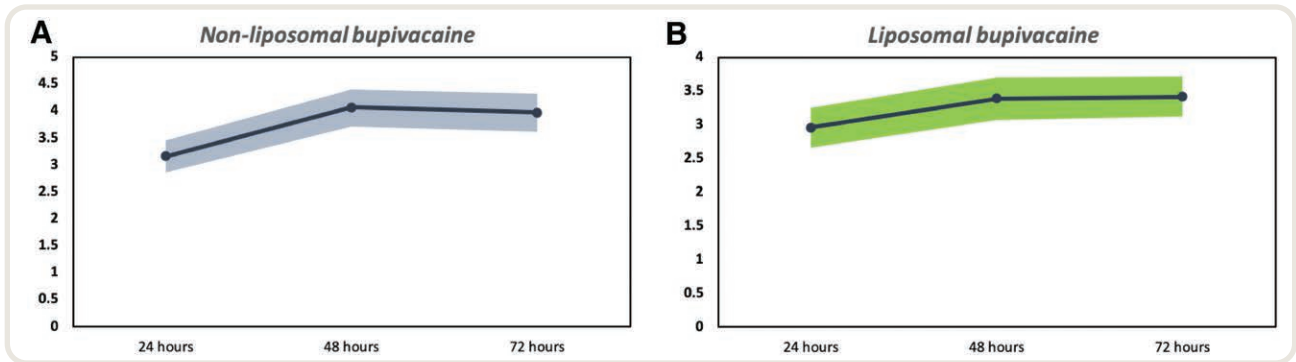 A
Non-liposomal bupivacaine
5
4.5
4
3.5
3
2.5
2
1.5
1
0.5
0
24 hours
48 hours
72 hours
B
Liposomal bupivacaine
4
3.5
3
2.5
2
1.5
1
0.5
0
24 hours
48 hours
72 hours